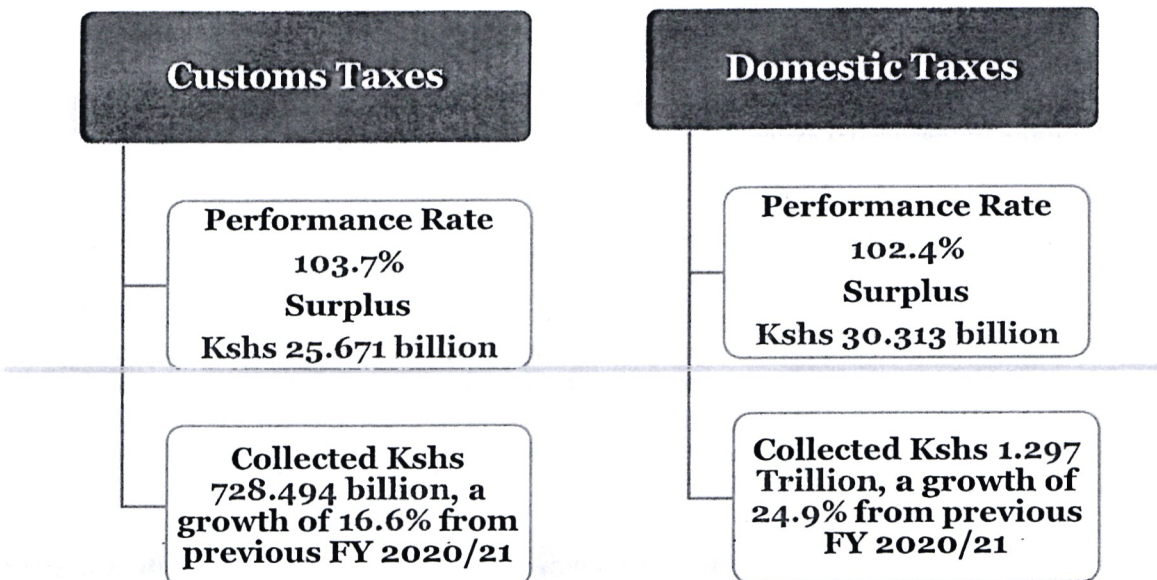 Customs Taxes
Performance Rate
103.7%
Surplus
Kshs 25.671 billion
Collected Kshs
728.494 billion, a
growth of 16.6% from
previous FY 2020/21
Domestic Taxes
Performance Rate
102.4%
Surplus
Kshs 30.313 billion
Collected Kshs 1.297
Trillion, a growth of
24.9% from previous
FY 2020/21